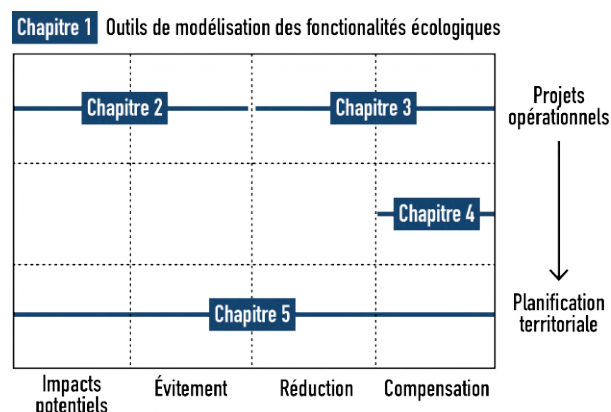 Chapitre 1 Outils de modélisation des fonctionalités écologiques
Chapitre 2
Chapitre 3
Projets
opérationnels
Chapitre 4
Chapitre 5
Planification
territoriale
Impacts
potentiels
Évitement
Réduction
Compensation